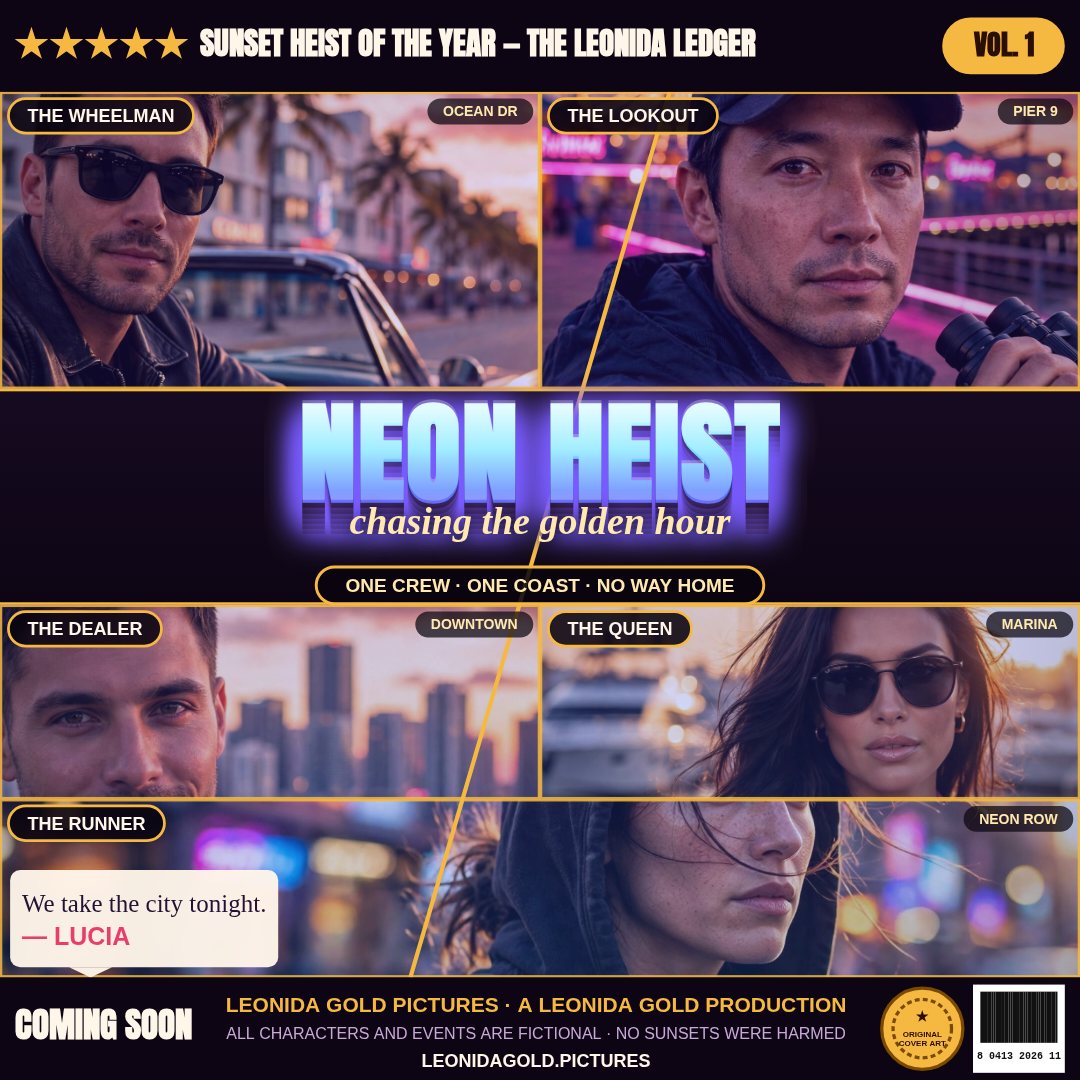 ★★★★★ SUNSET HEIST OF THE YEAR – THE LEONIDA LEDGER
VOL. 1
THE WHEELMAN
OCEAN DR
THE LOOKOUT
PIER 9
NEON HEIST
chasing the golden hour
ONE CREW · ONE COAST · NO WAY HOME
THE DEALER
DOWNTOWN
THE QUEEN
MARINA
THE RUNNER
NEON ROW
We take the city tonight.
— LUCIA
COMING SOON
LEONIDA GOLD PICTURES · A LEONIDA GOLD PRODUCTION
ALL CHARACTERS AND EVENTS ARE FICTIONAL · NO SUNSETS WERE HARMED
LEONIDAGOLD.PICTURES
★
ORIGINAL
COVER ART
8 0413 2026 11